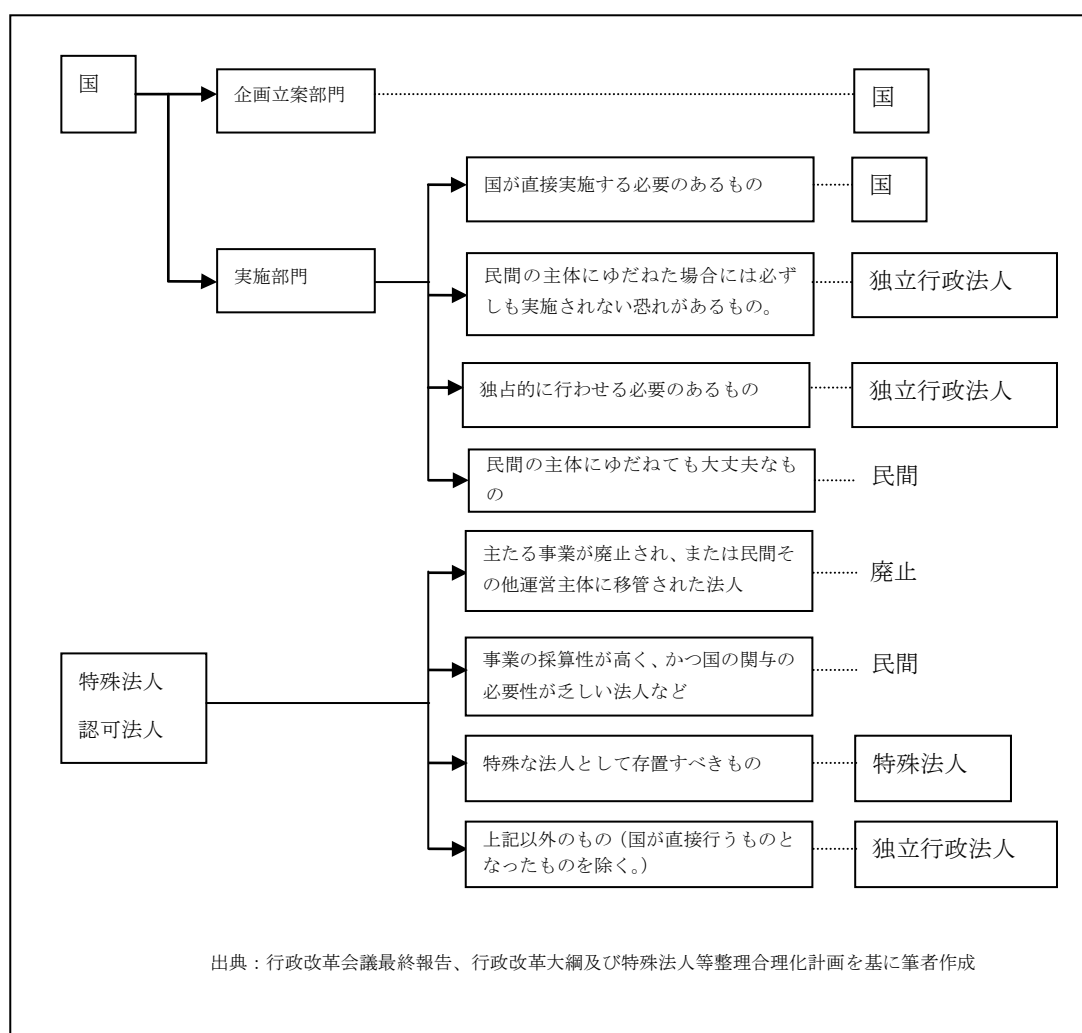 国
企画立案部門
国
国が直接実施する必要のあるもの
国
実施部門
民間の主体にゆだねた場合には必ず
しも実施されない恐れがあるもの。
独立行政法人
独占的に行わせる必要のあるもの
独立行政法人
民間の主体にゆだねても大丈夫なも
の
民間
主たる事業が廃止され、または民間そ
の他運営主体に移管された法人
廃止
特殊法人
認可法人
事業の採算性が高く、かつ国の関与の
必要性が乏しい法人など
民間
特殊な法人として存置すべきもの
特殊法人
上記以外のもの（国が直接行うものと
なったものを除く。）
独立行政法人
出典：行政改革会議最終報告、行政改革大綱及び特殊法人等整理合理化計画を基に筆者作成